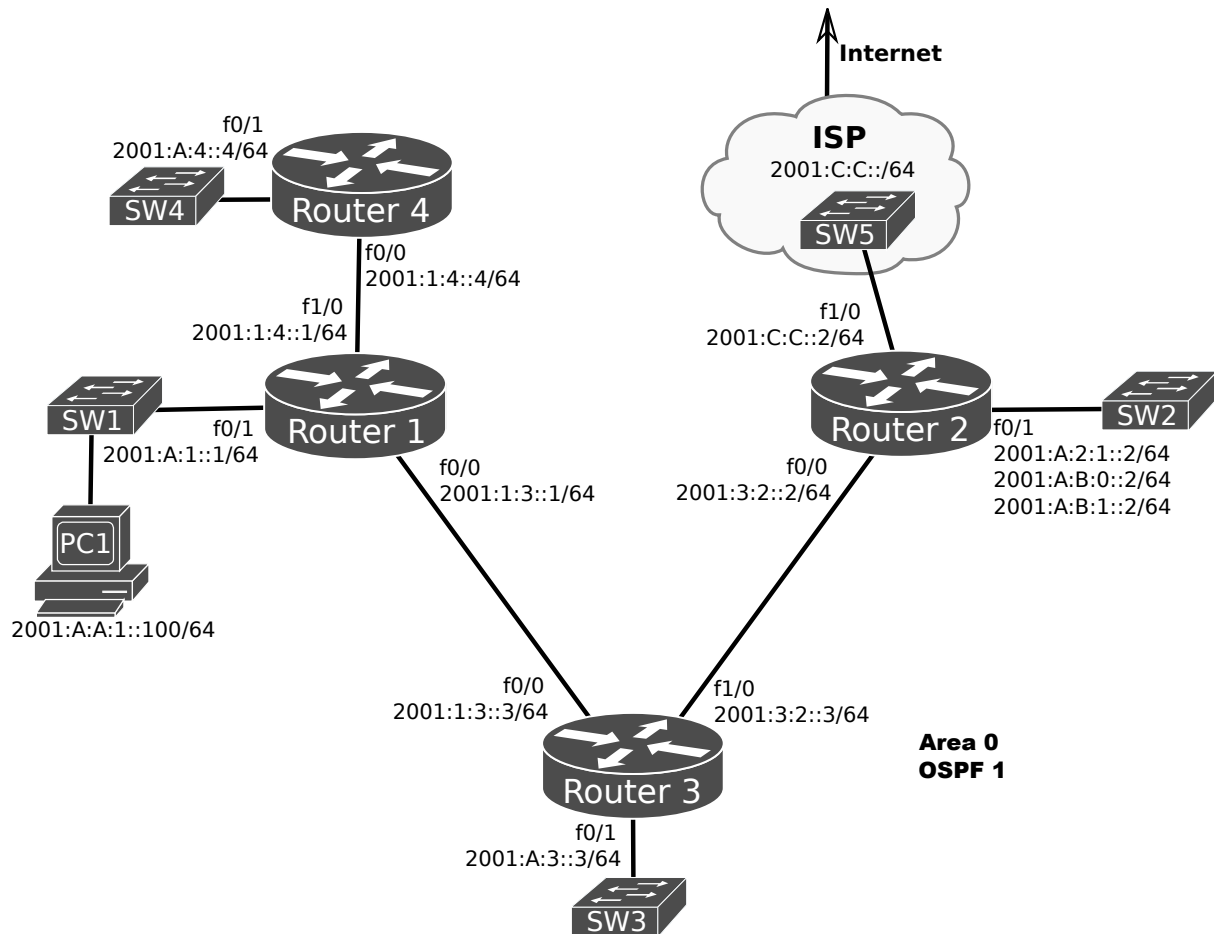 Internet
ISP
2001:C:C::/64
SW5
f0/1
2001:A:4::4/64
SW4
Router 4
f0/0
2001:1:4::4/64
f1/0
2001:1:4::1/64
f1/0
2001:C:C::2/64
SW1
f0/1
2001:A:1::1/64
Router 1
f0/0
2001:1:3::1/64
PC1
2001:A:A:1::100/64
Router 2
f0/0
2001:3:2::2/64
SW2
f0/1
2001:A:2:1::2/64
2001:A:B:0::2/64
2001:A:B:1::2/64
f0/0
2001:1:3::3/64
f1/0
2001:3:2::3/64
Router 3
Area 0
OSPF 1
f0/1
2001:A:3::3/64
SW3